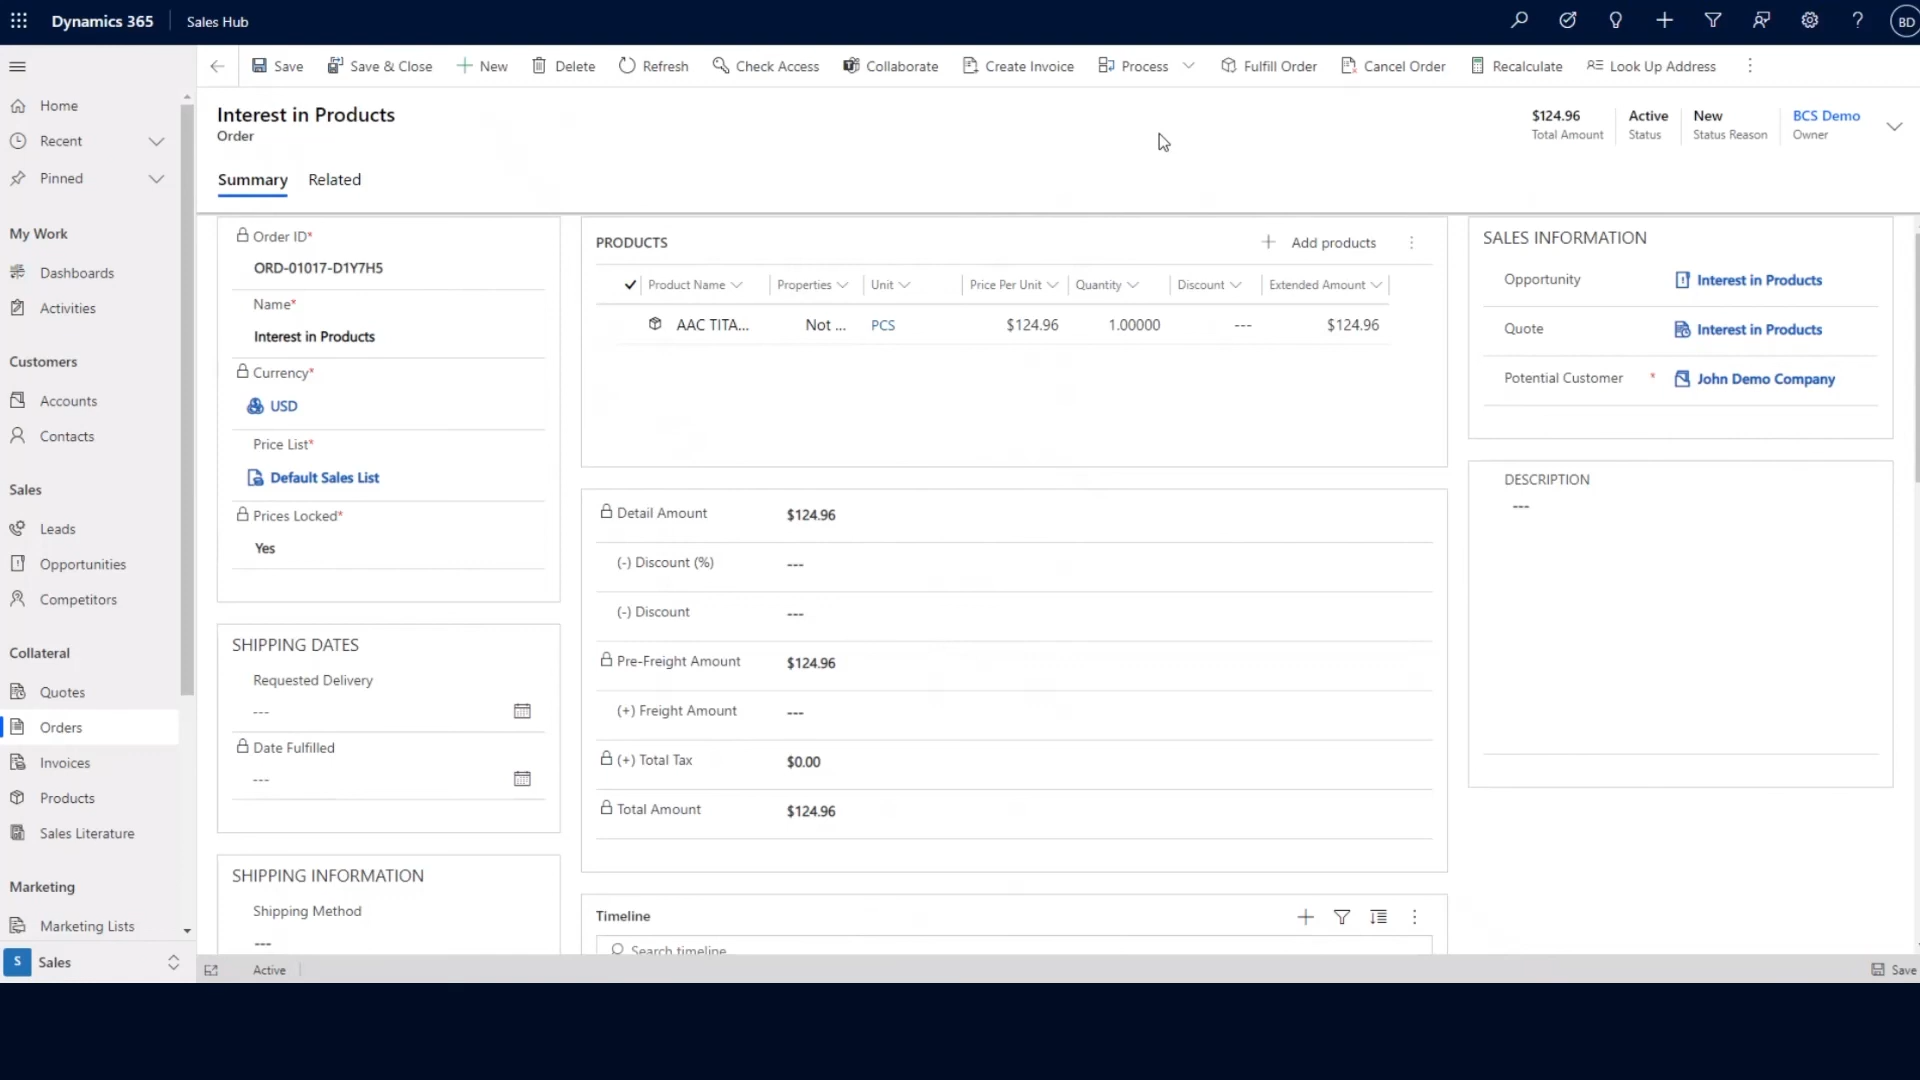 Dynamics 365
Sales Hub
BD
Save
Save & Close
New
Delete
Refresh
Check Access
Collaborate
Create Invoice
Process
Fulfill Order
Cancel Order
Recalculate
Look Up Address
Home
Recent
Pinned
My Work
Dashboards
Activities
Customers
Accounts
Contacts
Sales
Leads
Opportunities
Competitors
Collateral
Quotes
Orders
Invoices
Products
Sales Literature
Marketing
Marketing Lists
S Sales
Interest in Products
Order
$124.96
Total Amount
Active
Status
New
Status Reason
BCS Demo
Owner
Summary
Related
Order ID*
ORD-01017-D1Y7H5
Name*
Interest in Products
Currency*
USD
Price List*
Default Sales List
Prices Locked*
Yes
SHIPPING DATES
Requested Delivery
---
Date Fulfilled
---
SHIPPING INFORMATION
Shipping Method
---
PRODUCTS
Add products
Product Name Properties Unit Price Per Unit Quantity Discount Extended Amount
AAC TITA... Not ... PCS $124.96 1.00000 --- $124.96
Detail Amount $124.96
(-) Discount (%) ---
(-) Discount ---
Pre-Freight Amount $124.96
(+) Freight Amount ---
(+) Total Tax $0.00
Total Amount $124.96
Timeline
Search timeline
SALES INFORMATION
Opportunity Interest in Products
Quote Interest in Products
Potential Customer * John Demo Company
DESCRIPTION
---
Active
Save